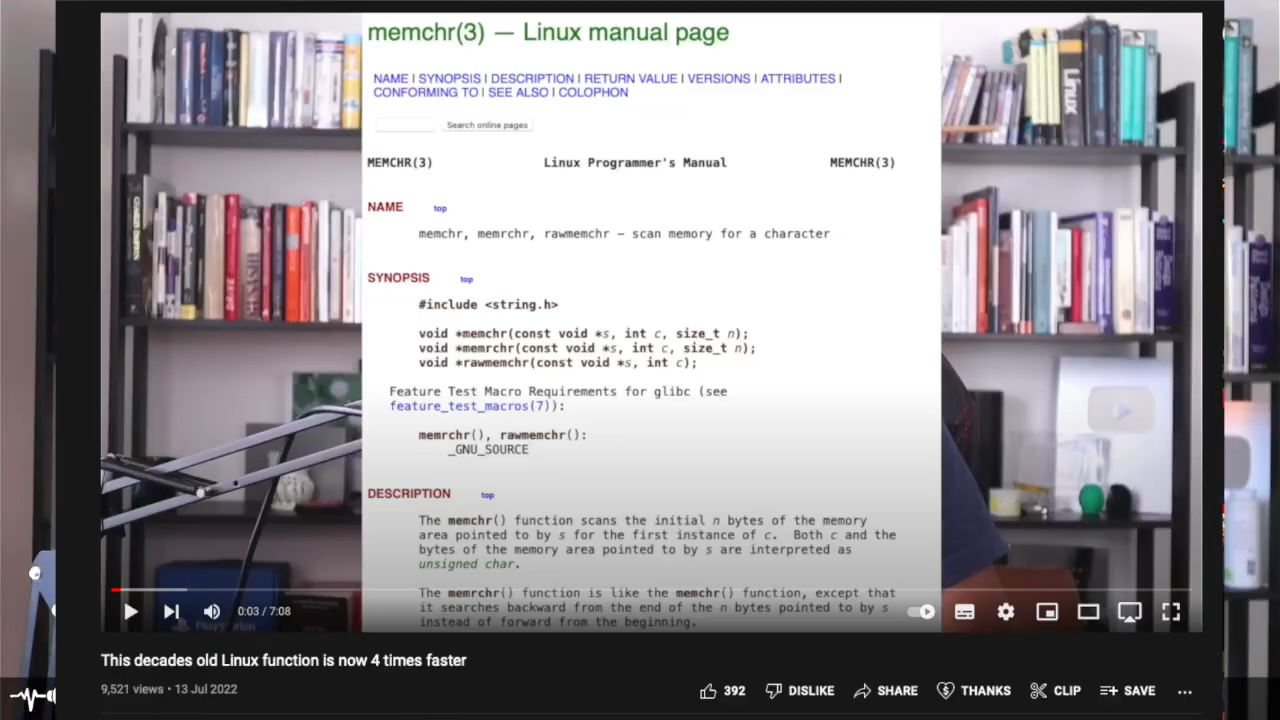 memchr(3) — Linux manual page
NAME | SYNOPSIS | DESCRIPTION | RETURN VALUE | VERSIONS | ATTRIBUTES |
CONFORMING TO | SEE ALSO | COLOPHON
Search online pages
MEMCHR(3) Linux Programmer's Manual MEMCHR(3)
NAME top
memchr, memrchr, rawmemchr – scan memory for a character
SYNOPSIS top
#include <string.h>
void *memchr(const void *s, int c, size_t n);
void *memrchr(const void *s, int c, size_t n);
void *rawmemchr(const void *s, int c);
Feature Test Macro Requirements for glibc (see
feature_test_macros(7)):
memrchr(), rawmemchr():
_GNU_SOURCE
DESCRIPTION top
The memchr() function scans the initial n bytes of the memory
area pointed to by s for the first instance of c. Both c and the
bytes of the memory area pointed to by s are interpreted as
unsigned char.
The memrchr() function is like the memchr() function, except that
it searches backward from the end of the n bytes pointed to by s
instead of forward from the beginning.
Linux
PlayStation
0:03 / 7:08
This decades old Linux function is now 4 times faster
9,521 views • 13 Jul 2022
392 DISLIKE SHARE THANKS CLIP SAVE ...